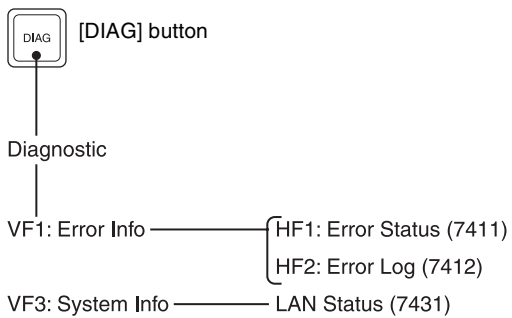 DIAG
[DIAG] button
Diagnostic
VF1: Error Info
HF1: Error Status (7411)
HF2: Error Log (7412)
VF3: System Info
LAN Status (7431)